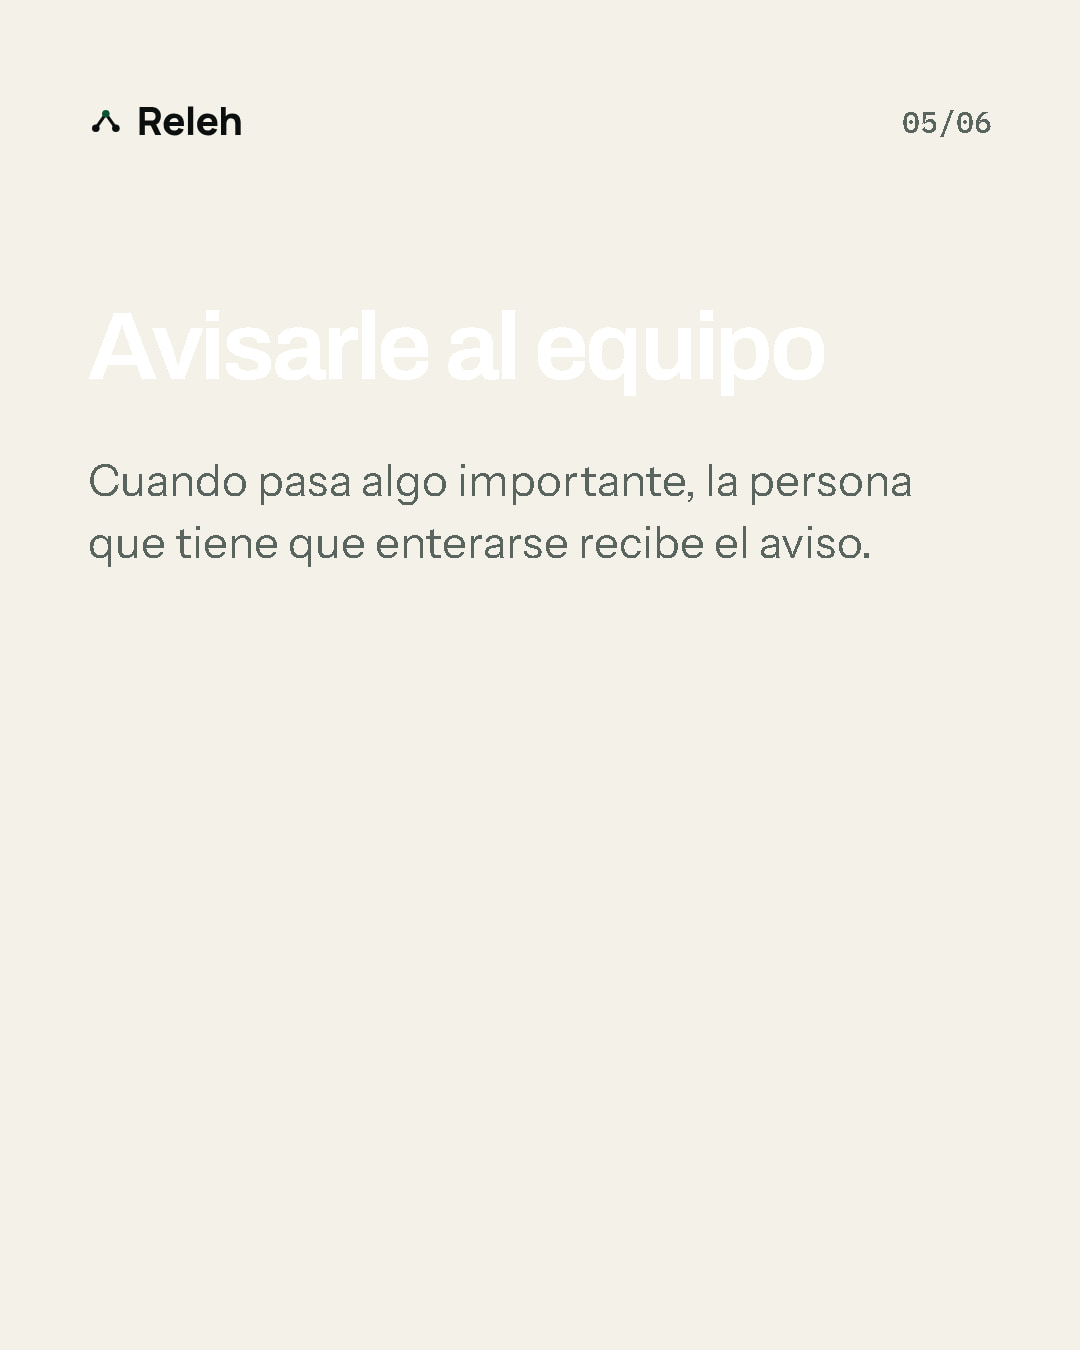 Releh
05/06
Avisarle al equipo
Cuando pasa algo importante, la persona
que tiene que enterarse recibe el aviso.